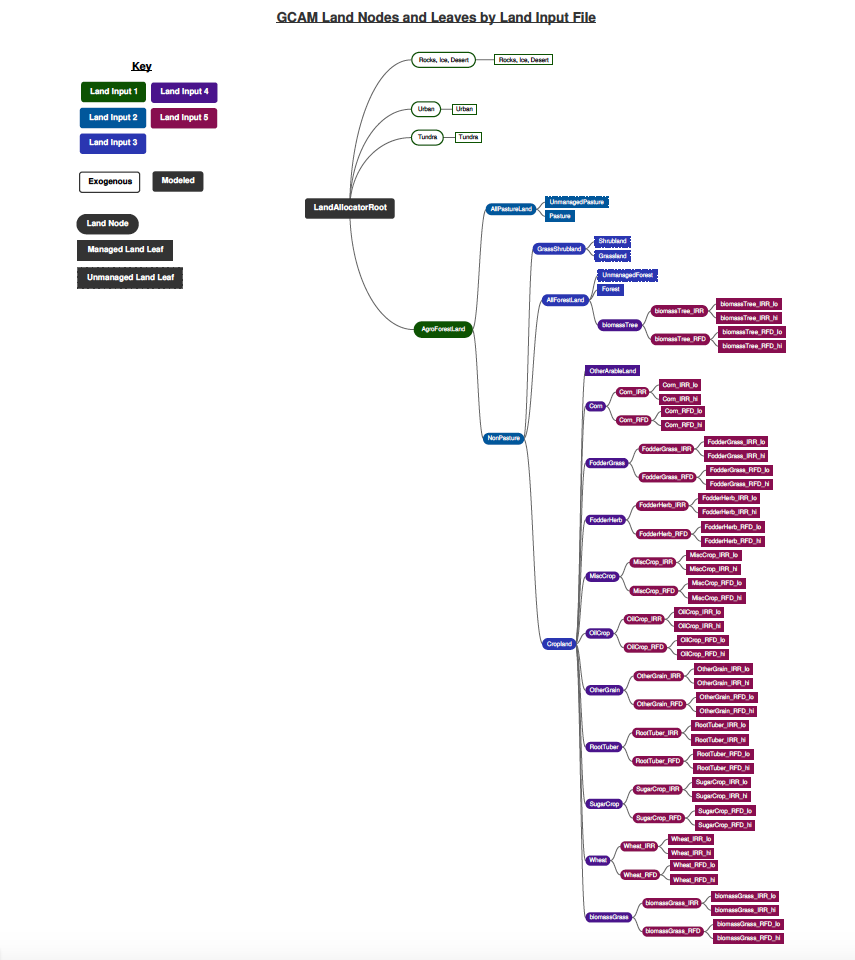 GCAM Land Nodes and Leaves by Land Input File
Key
Land Input 1
Land Input 4
Land Input 2
Land Input 5
Land Input 3
Exogenous
Modeled
Land Node
Managed Land Leaf
Unmanaged Land Leaf
LandAllocatorRoot
Rocks, Ice, Desert
Rocks, Ice, Desert
Urban
Urban
Tundra
Tundra
AgroForestLand
AllPastureLand
UnmanagedPasture
Pasture
NonPasture
GrassShrubland
Shrubland
Grassland
AllForestLand
UnmanagedForest
Forest
biomassTree
biomassTree_IRR
biomassTree_IRR_lo
biomassTree_IRR_hi
biomassTree_RFD
biomassTree_RFD_lo
biomassTree_RFD_hi
Cropland
OtherArableLand
Corn
Corn_IRR
Corn_IRR_lo
Corn_IRR_hi
Corn_RFD
Corn_RFD_lo
Corn_RFD_hi
FodderGrass
FodderGrass_IRR
FodderGrass_IRR_lo
FodderGrass_IRR_hi
FodderGrass_RFD
FodderGrass_RFD_lo
FodderGrass_RFD_hi
FodderHerb
FodderHerb_IRR
FodderHerb_IRR_lo
FodderHerb_IRR_hi
FodderHerb_RFD
FodderHerb_RFD_lo
FodderHerb_RFD_hi
MiscCrop
MiscCrop_IRR
MiscCrop_IRR_lo
MiscCrop_IRR_hi
MiscCrop_RFD
MiscCrop_RFD_lo
MiscCrop_RFD_hi
OilCrop
OilCrop_IRR
OilCrop_IRR_lo
OilCrop_IRR_hi
OilCrop_RFD
OilCrop_RFD_lo
OilCrop_RFD_hi
OtherGrain
OtherGrain_IRR
OtherGrain_IRR_lo
OtherGrain_IRR_hi
OtherGrain_RFD
OtherGrain_RFD_lo
OtherGrain_RFD_hi
RootTuber
RootTuber_IRR
RootTuber_IRR_lo
RootTuber_IRR_hi
RootTuber_RFD
RootTuber_RFD_lo
RootTuber_RFD_hi
SugarCrop
SugarCrop_IRR
SugarCrop_IRR_lo
SugarCrop_IRR_hi
SugarCrop_RFD
SugarCrop_RFD_lo
SugarCrop_RFD_hi
Wheat
Wheat_IRR
Wheat_IRR_lo
Wheat_IRR_hi
Wheat_RFD
Wheat_RFD_lo
Wheat_RFD_hi
biomassGrass
biomassGrass_IRR
biomassGrass_IRR_lo
biomassGrass_IRR_hi
biomassGrass_RFD
biomassGrass_RFD_lo
biomassGrass_RFD_hi